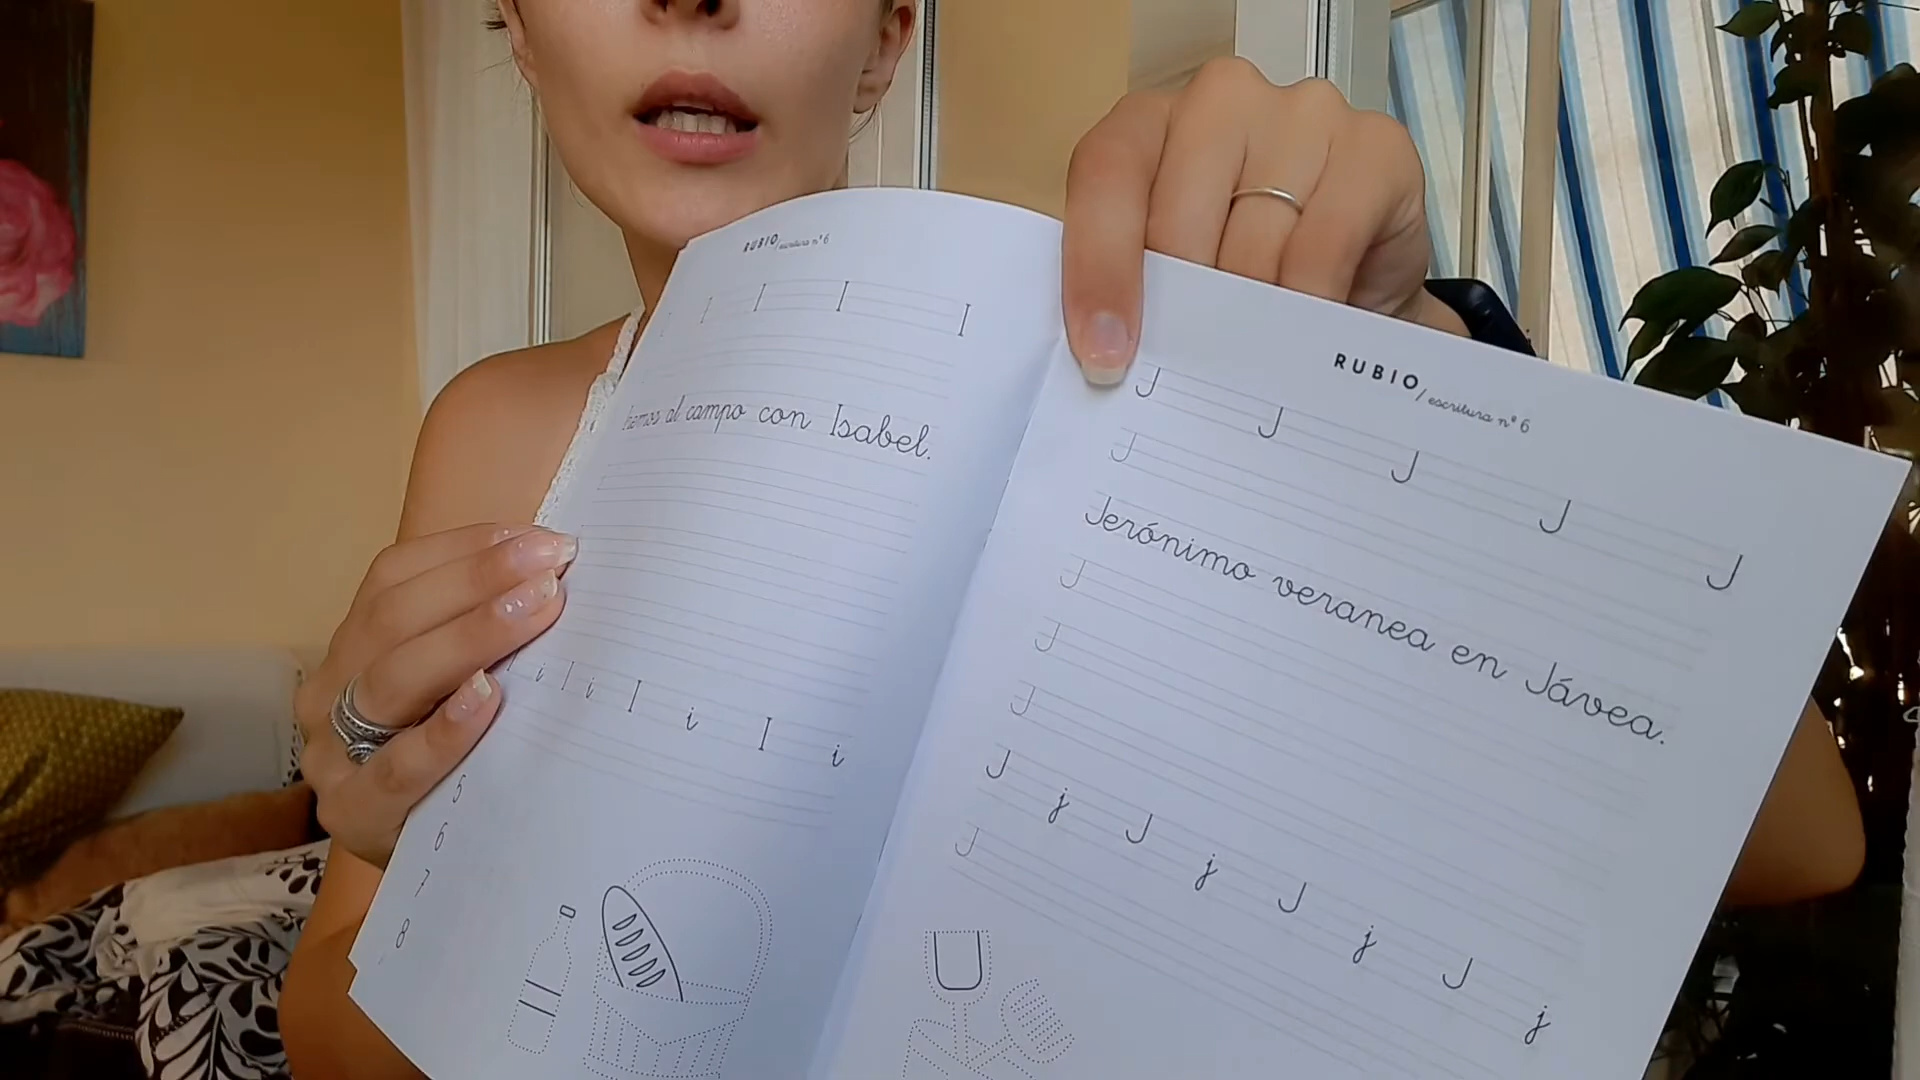 RUBIO/escritura nº 6
I I I I
Iremos al campo con Isabel.
I i I i I i I i
5
6
7
8
RUBIO/escritura nº 6
J J J J J
J
Jerónimo veranea en Jávea.
J
J
J
J j J j J j J j
J